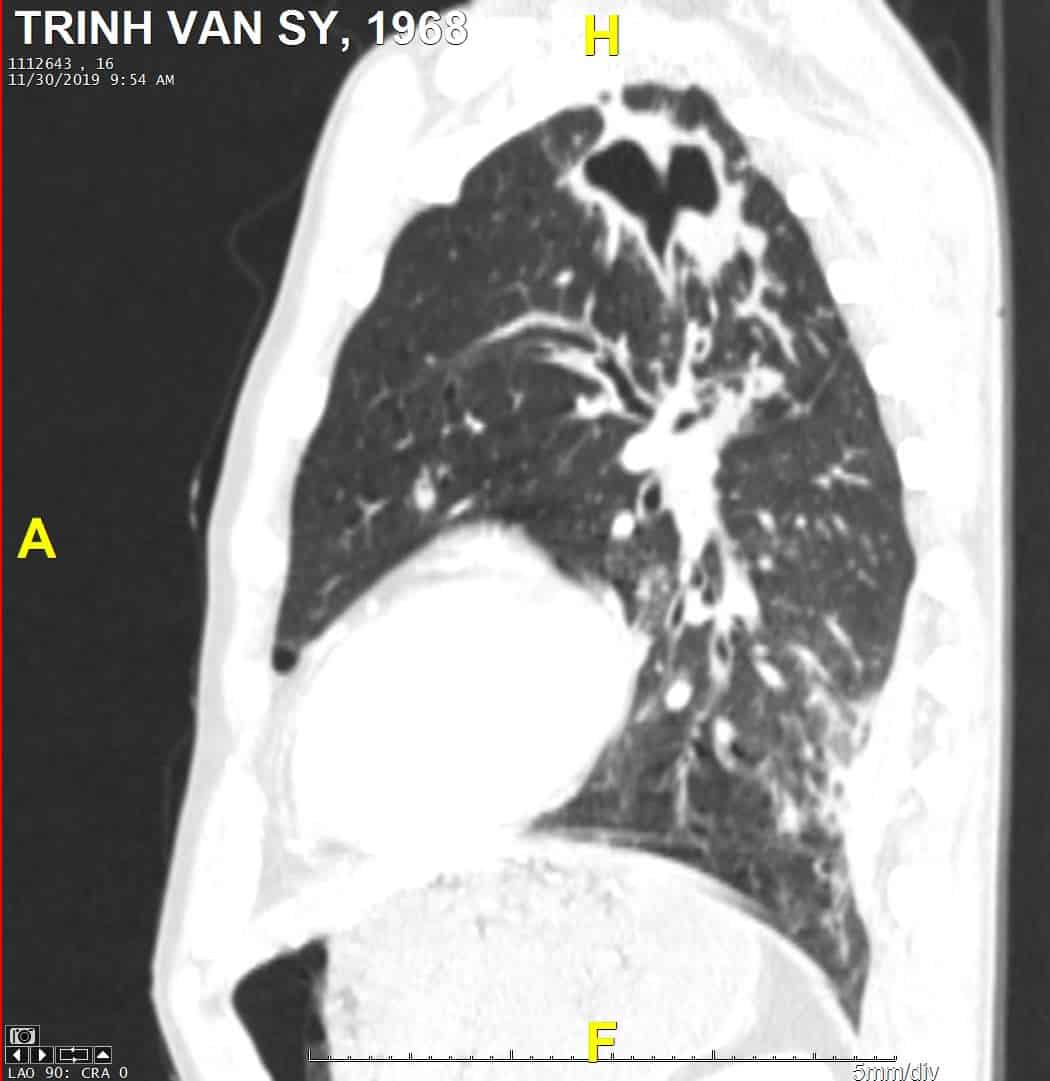 TRINH VAN SY, 1968
1112643 , 16
11/30/2019 9:54 AM
H
A
F
5mm/div
LAO 90: CRA 0